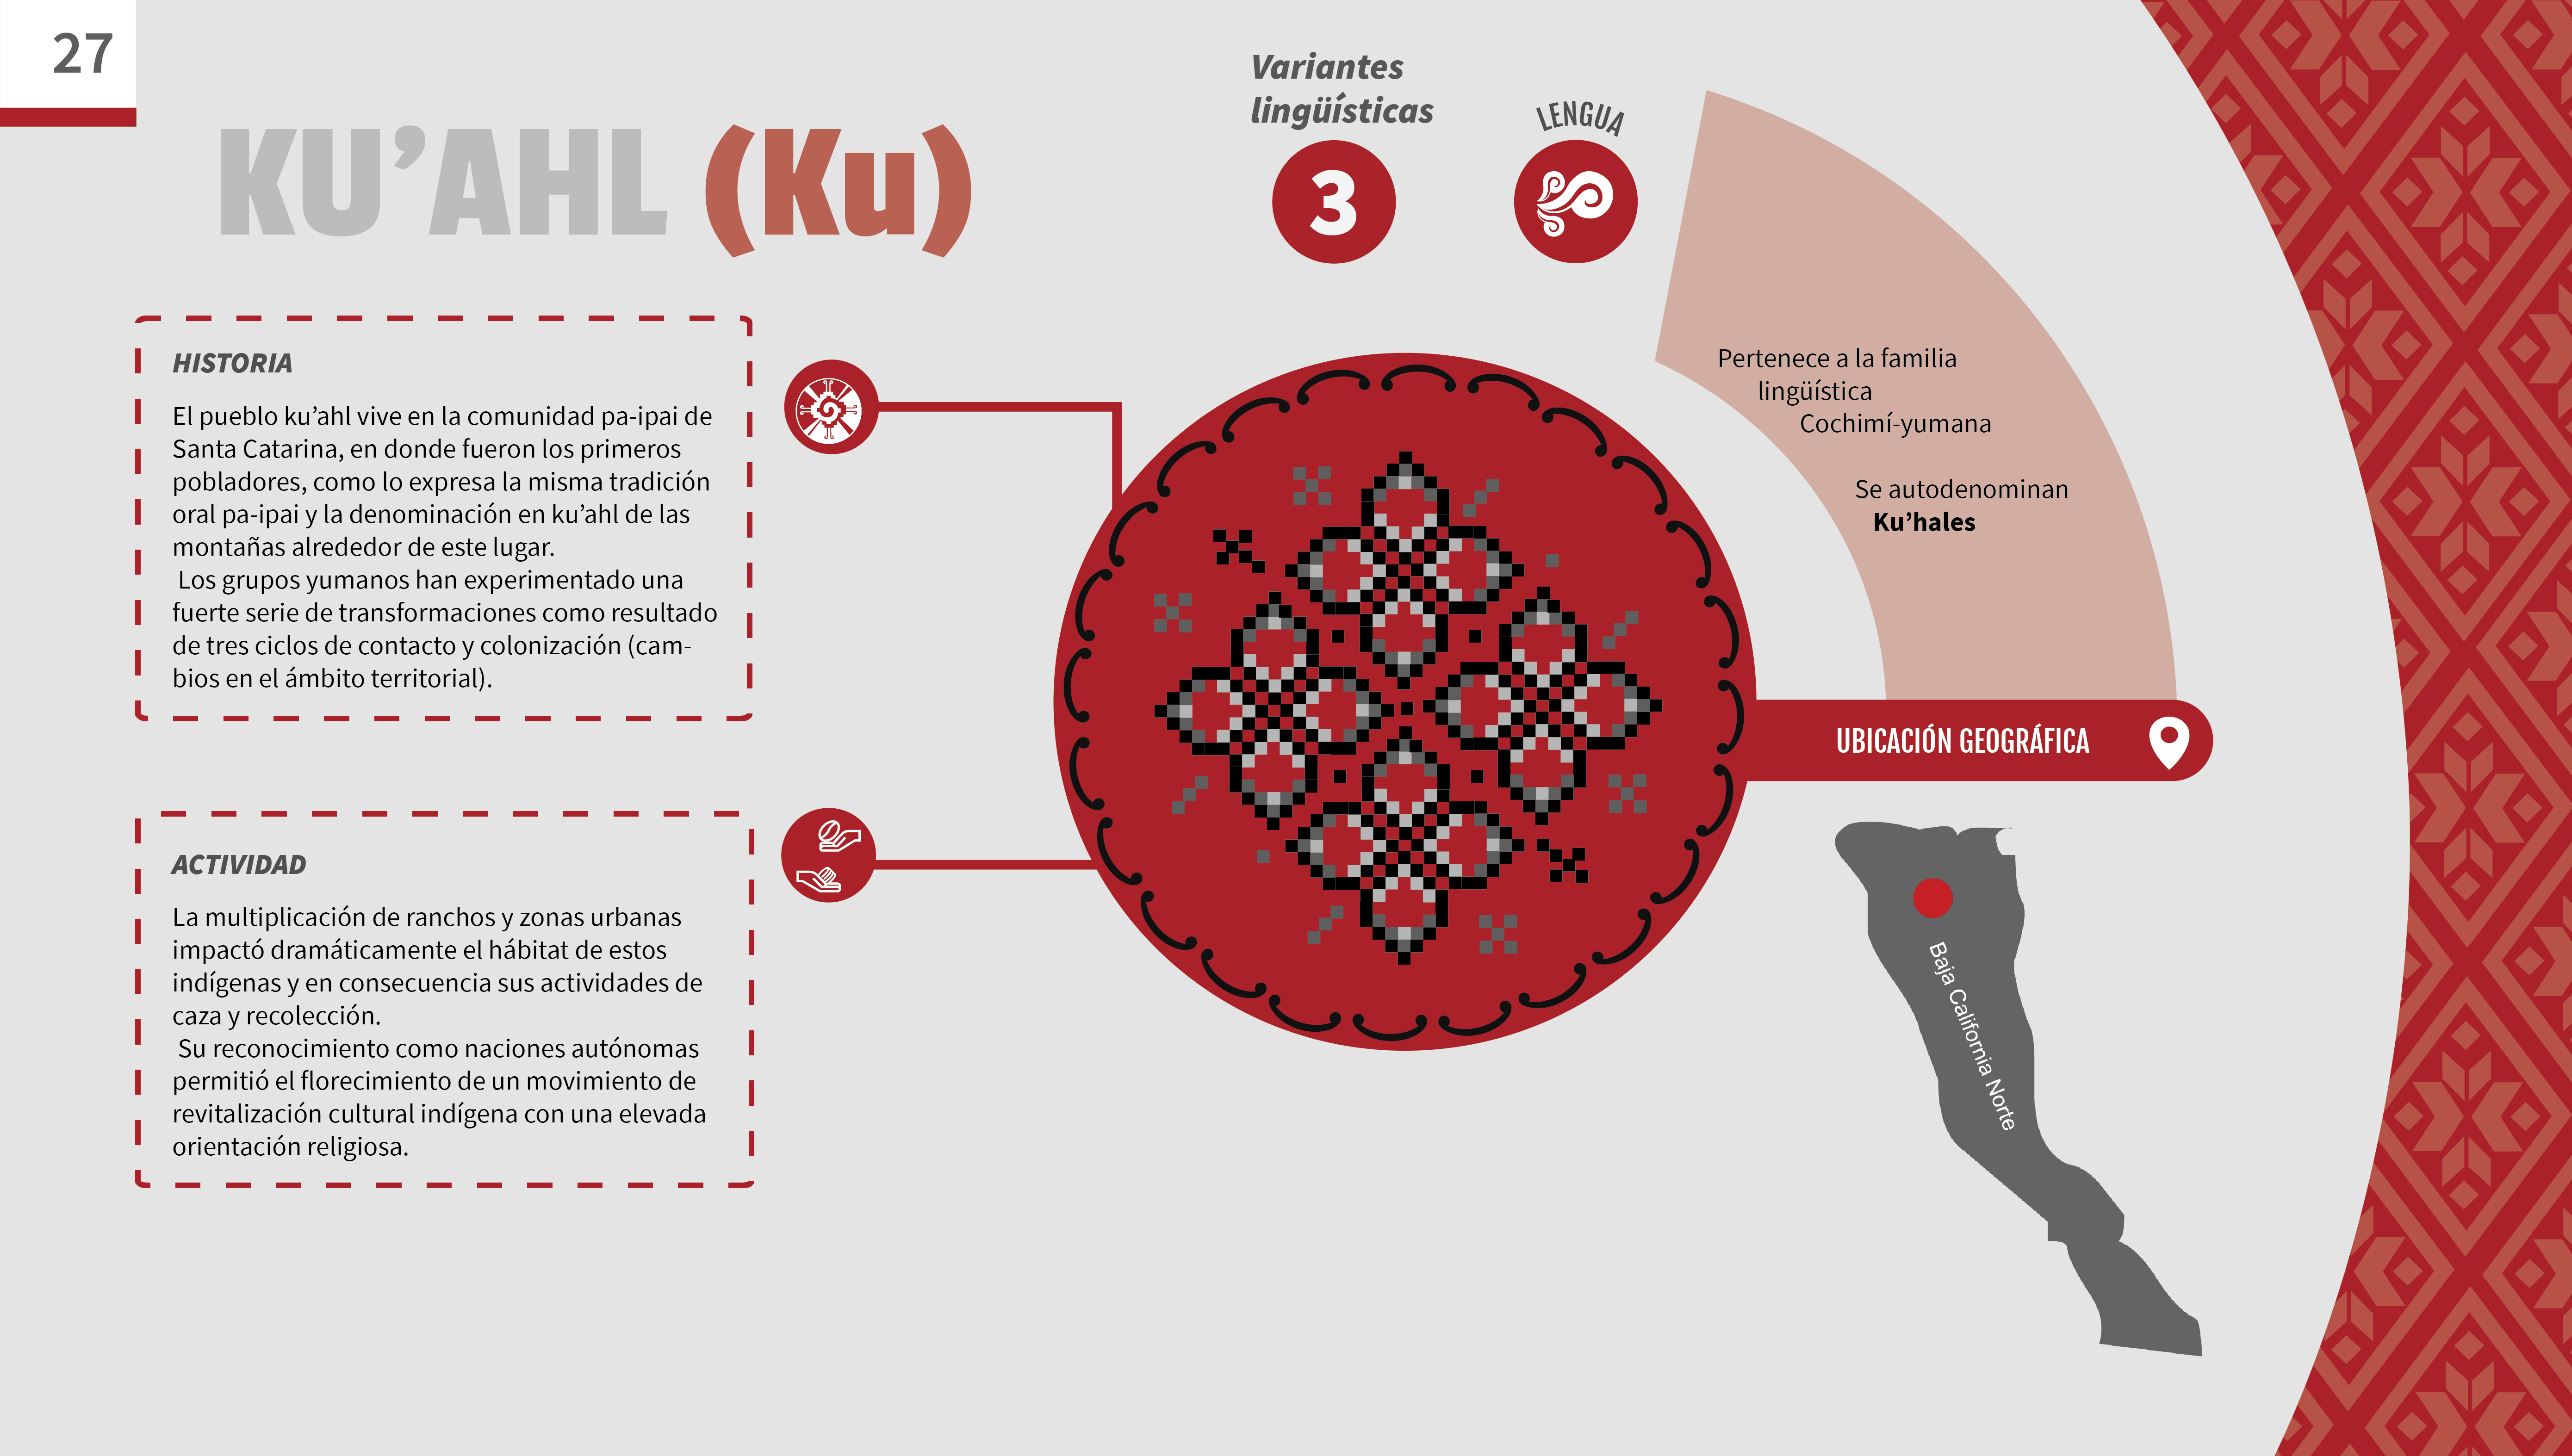 27
KU’AHL (Ku)
Variantes
lingüísticas
3
LENGUA
HISTORIA
El pueblo ku’ahl vive en la comunidad pa-ipai de
Santa Catarina, en donde fueron los primeros
pobladores, como lo expresa la misma tradición
oral pa-ipai y la denominación en ku’ahl de las
montañas alrededor de este lugar.
Los grupos yumanos han experimentado una
fuerte serie de transformaciones como resultado
de tres ciclos de contacto y colonización (cam-
bios en el ámbito territorial).
ACTIVIDAD
La multiplicación de ranchos y zonas urbanas
impactó dramáticamente el hábitat de estos
indígenas y en consecuencia sus actividades de
caza y recolección.
Su reconocimiento como naciones autónomas
permitió el florecimiento de un movimiento de
revitalización cultural indígena con una elevada
orientación religiosa.
Pertenece a la familia
lingüística
Cochimí-yumana
Se autodenominan
Ku’hales
UBICACIÓN GEOGRÁFICA
Baja California Norte